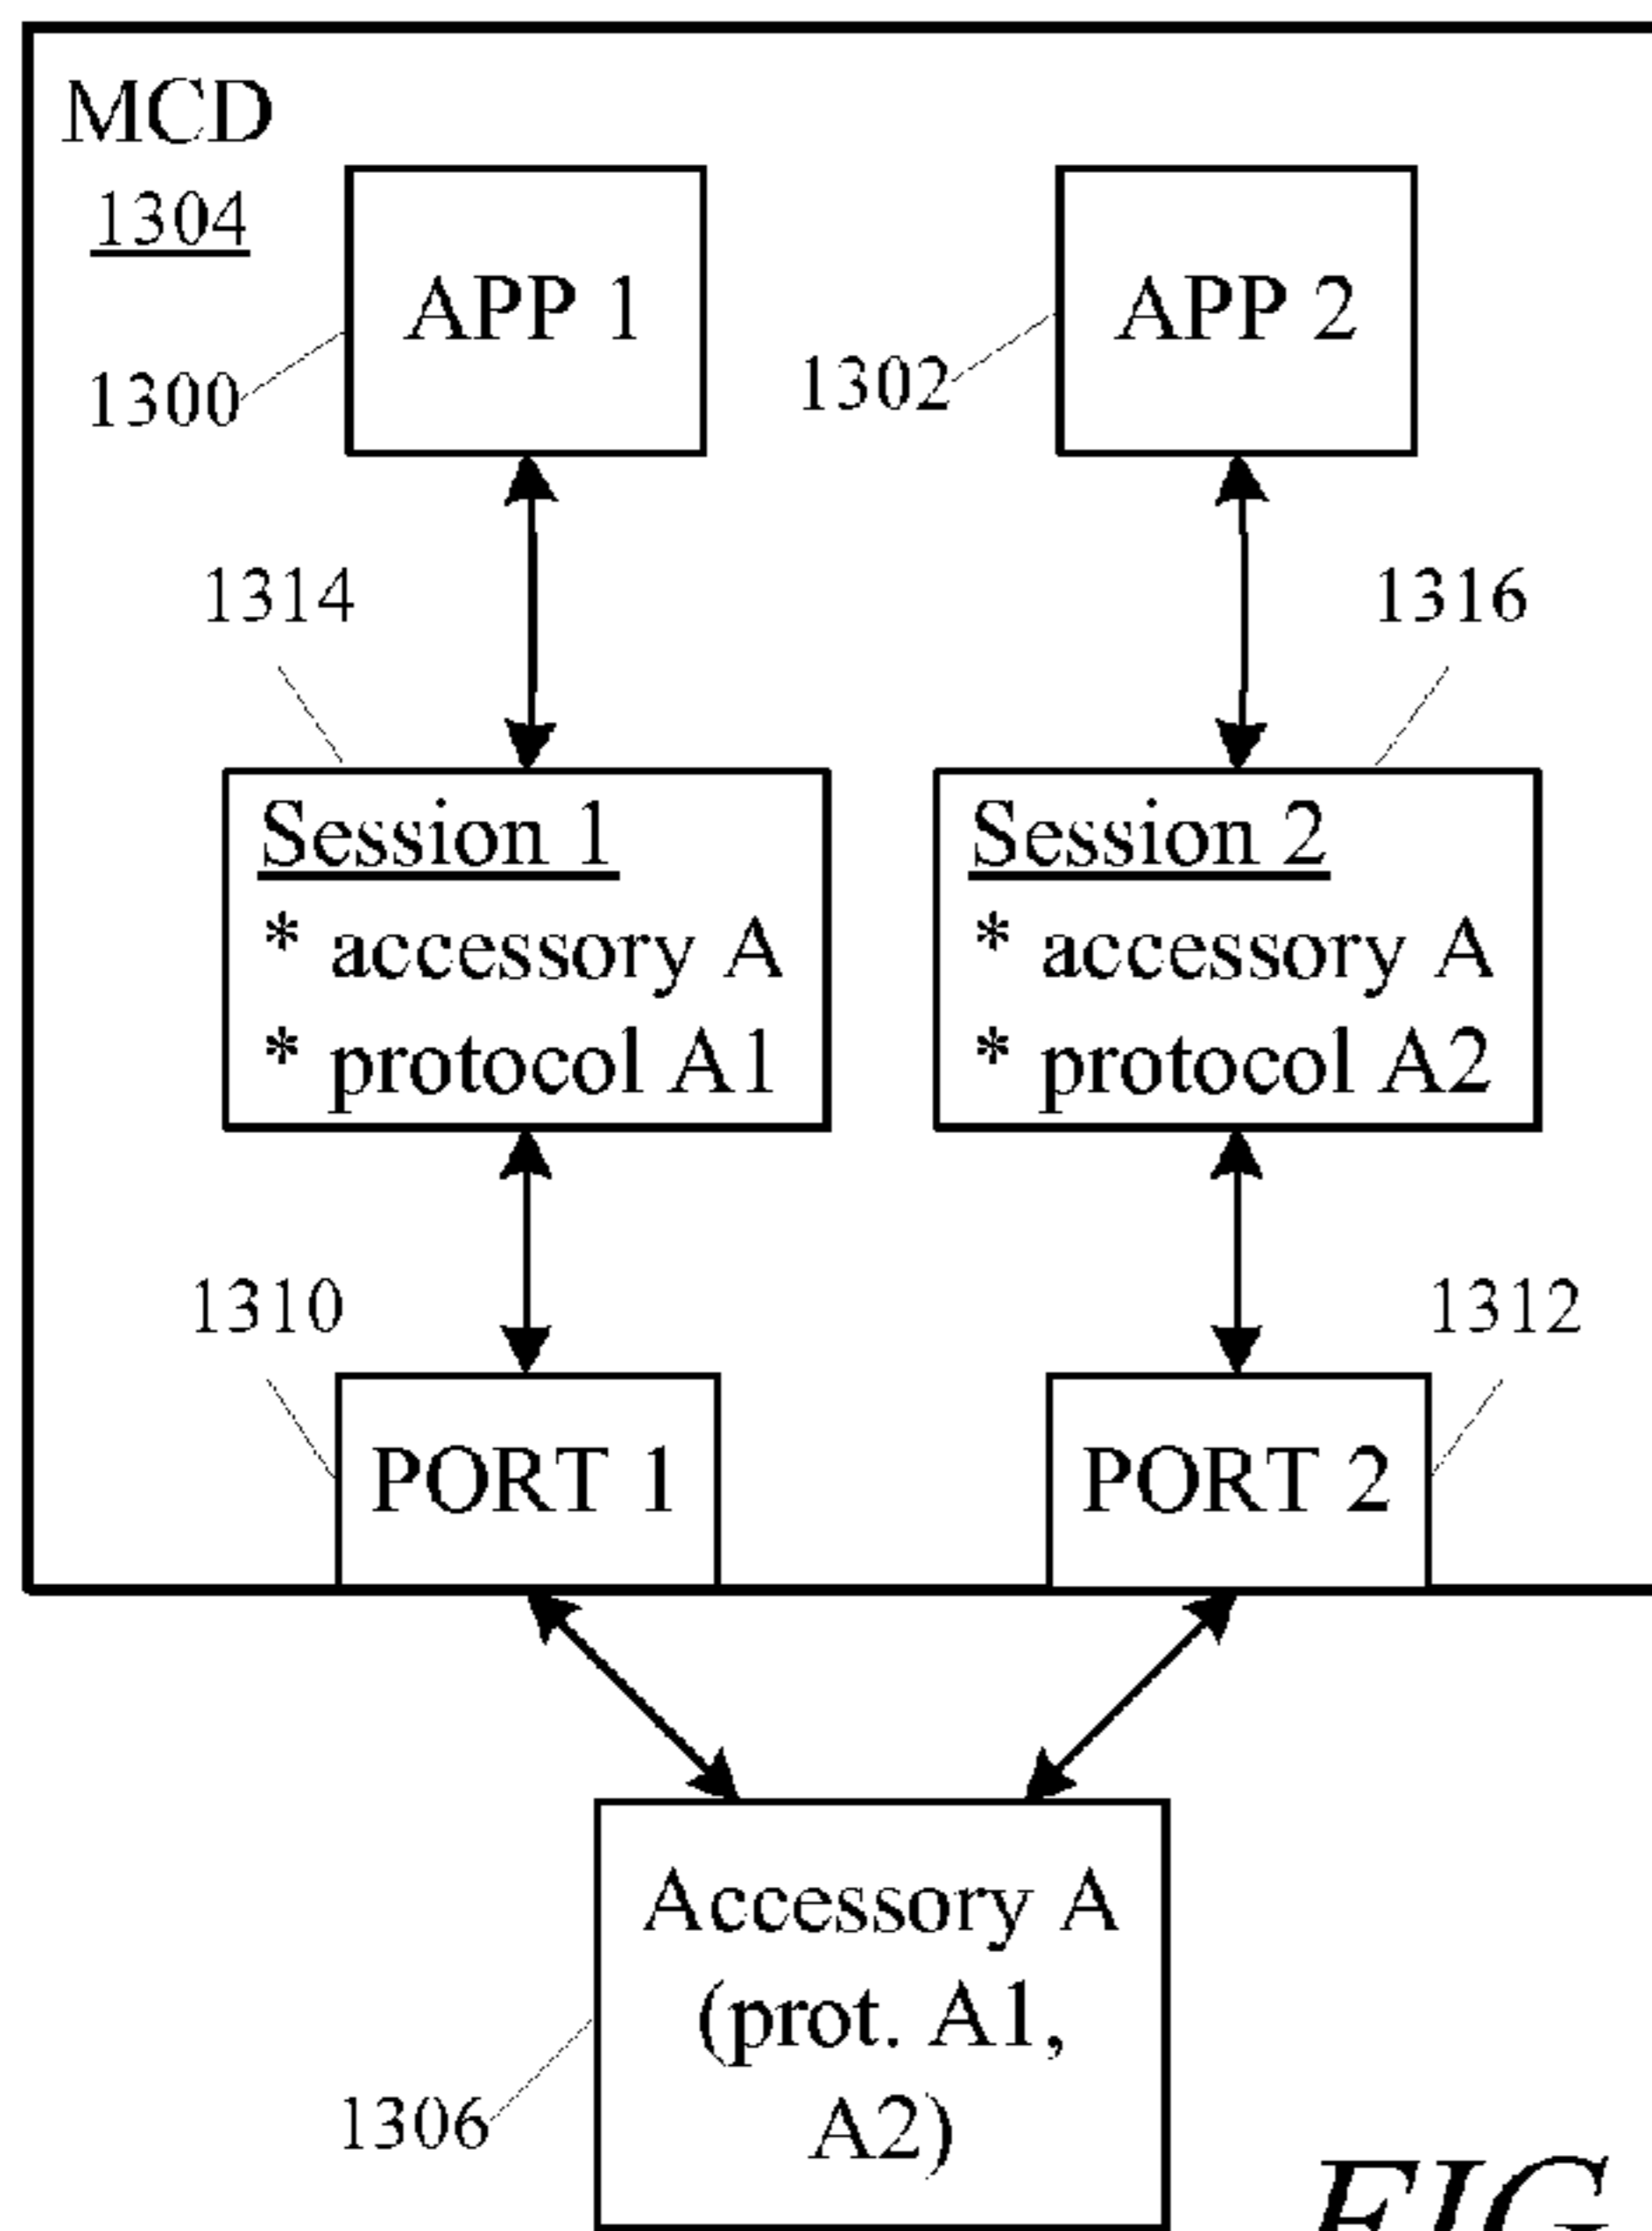 MCD
1304
APP 1
APP 2
1300
1302
1314
1316
Session 1
* accessory A
* protocol A1
Session 2
* accessory A
* protocol A2
1310
1312
PORT 1
PORT 2
Accessory A
(prot. A1,
A2)
1306
FIG